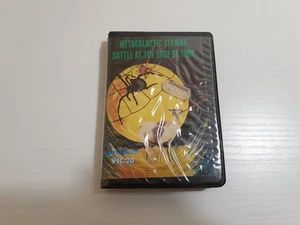 METAGALACTIC LLAMAS
BATTLE AT THE EDGE OF TIME
VIC 20